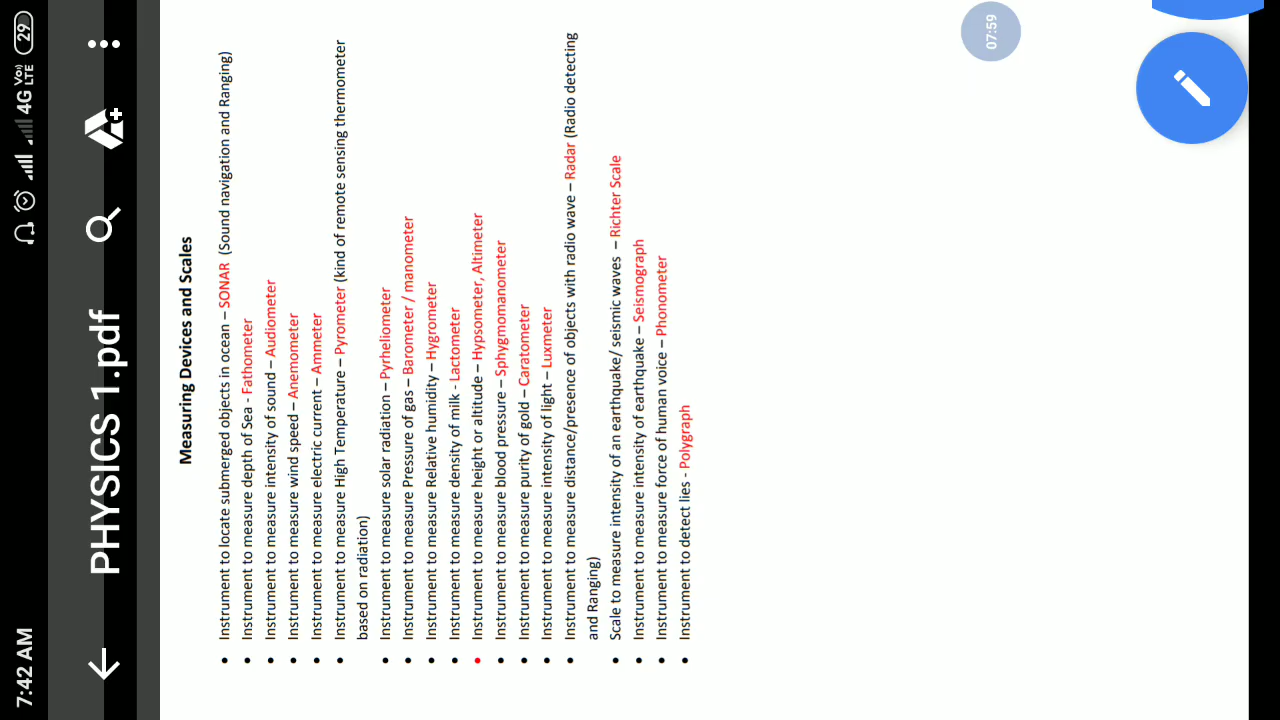 7:42 AM
4G Vo)) LTE 29
PHYSICS 1.pdf
07:59
Measuring Devices and Scales
• Instrument to locate submerged objects in ocean – SONAR (Sound navigation and Ranging)
• Instrument to measure depth of Sea - Fathometer
• Instrument to measure intensity of sound – Audiometer
• Instrument to measure wind speed – Anemometer
• Instrument to measure electric current – Ammeter
• Instrument to measure High Temperature – Pyrometer (kind of remote sensing thermometer
based on radiation)
• Instrument to measure solar radiation – Pyrheliometer
• Instrument to measure Pressure of gas – Barometer / manometer
• Instrument to measure Relative humidity – Hygrometer
• Instrument to measure density of milk - Lactometer
• Instrument to measure height or altitude – Hypsometer, Altimeter
• Instrument to measure blood pressure – Sphygmomanometer
• Instrument to measure purity of gold – Caratometer
• Instrument to measure intensity of light – Luxmeter
• Instrument to measure distance/presence of objects with radio wave – Radar (Radio detecting
and Ranging)
• Scale to measure intensity of an earthquake/ seismic waves – Richter Scale
• Instrument to measure intensity of earthquake – Seismograph
• Instrument to measure force of human voice – Phonometer
• Instrument to detect lies - Polygraph